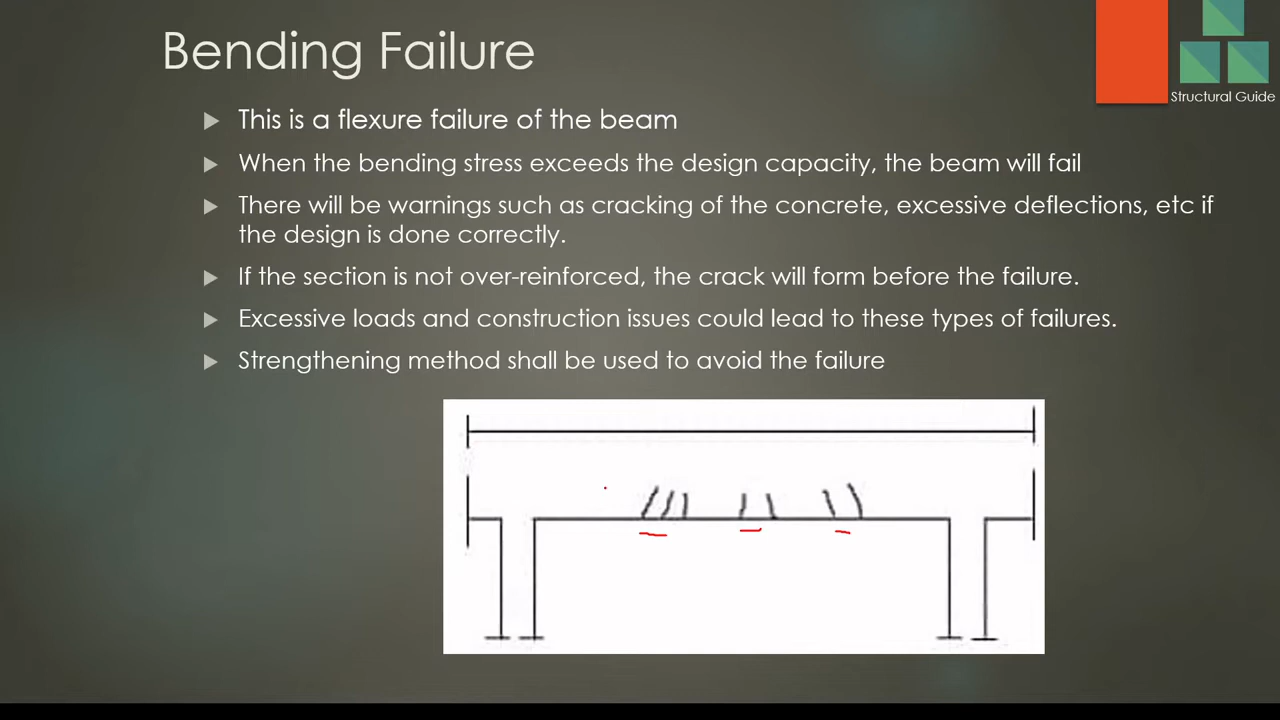 Bending Failure
Structural Guide
This is a flexure failure of the beam
When the bending stress exceeds the design capacity, the beam will fail
There will be warnings such as cracking of the concrete, excessive deflections, etc if
the design is done correctly.
If the section is not over-reinforced, the crack will form before the failure.
Excessive loads and construction issues could lead to these types of failures.
Strengthening method shall be used to avoid the failure